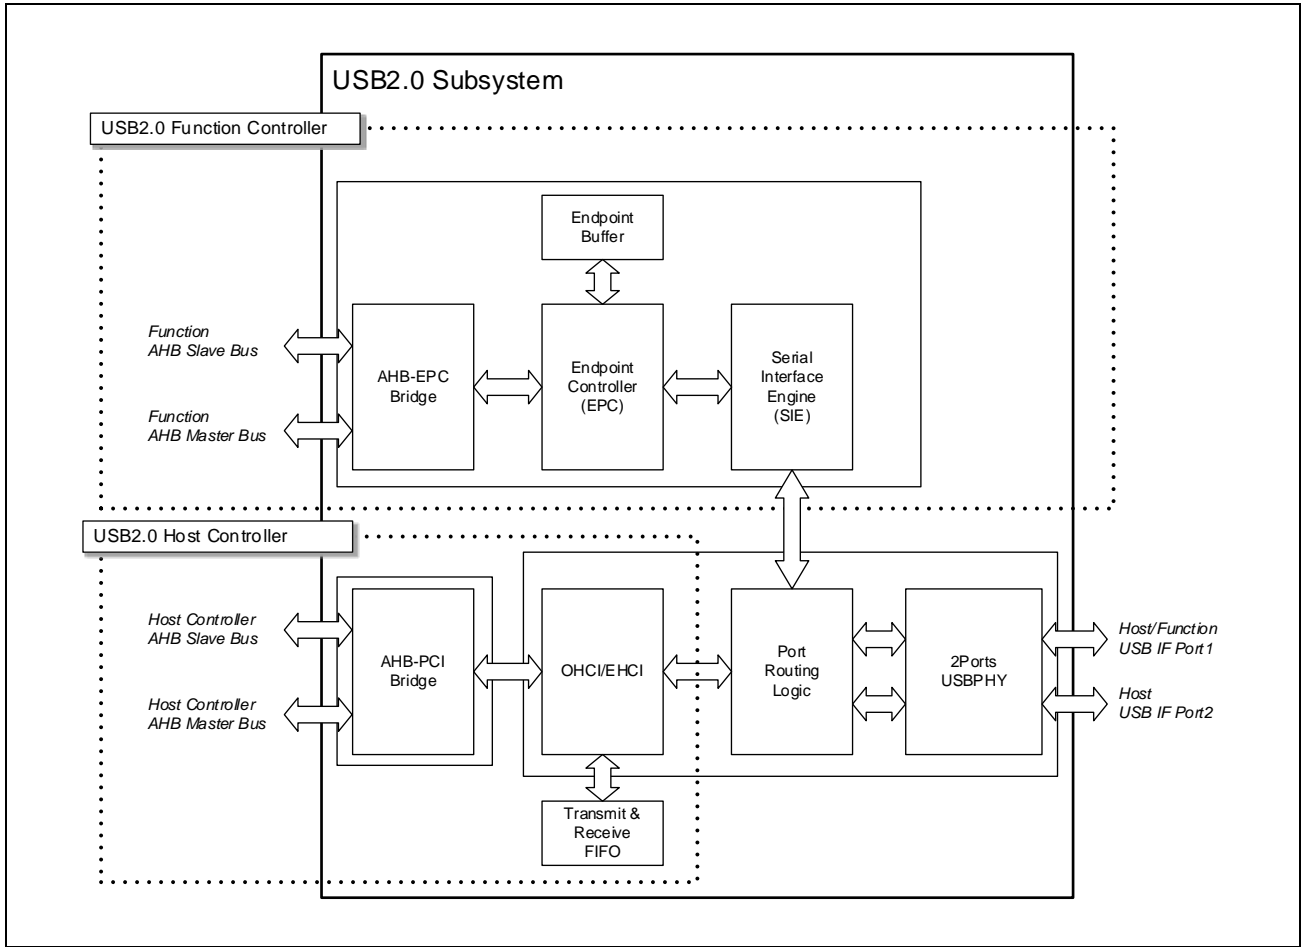 USB2.0 Subsystem
USB2.0 Function Controller
Endpoint
Buffer
Function
AHB Slave Bus
Function
AHB Master Bus
AHB-EPC
Bridge
Endpoint
Controller
(EPC)
Serial
Interface
Engine
(SIE)
USB2.0 Host Controller
Host Controller
AHB Slave Bus
Host Controller
AHB Master Bus
AHB-PCI
Bridge
OHCI/EHCI
Port
Routing
Logic
2Ports
USBPHY
Host/Function
USB IF Port1
Host
USB IF Port2
Transmit &
Receive
FIFO